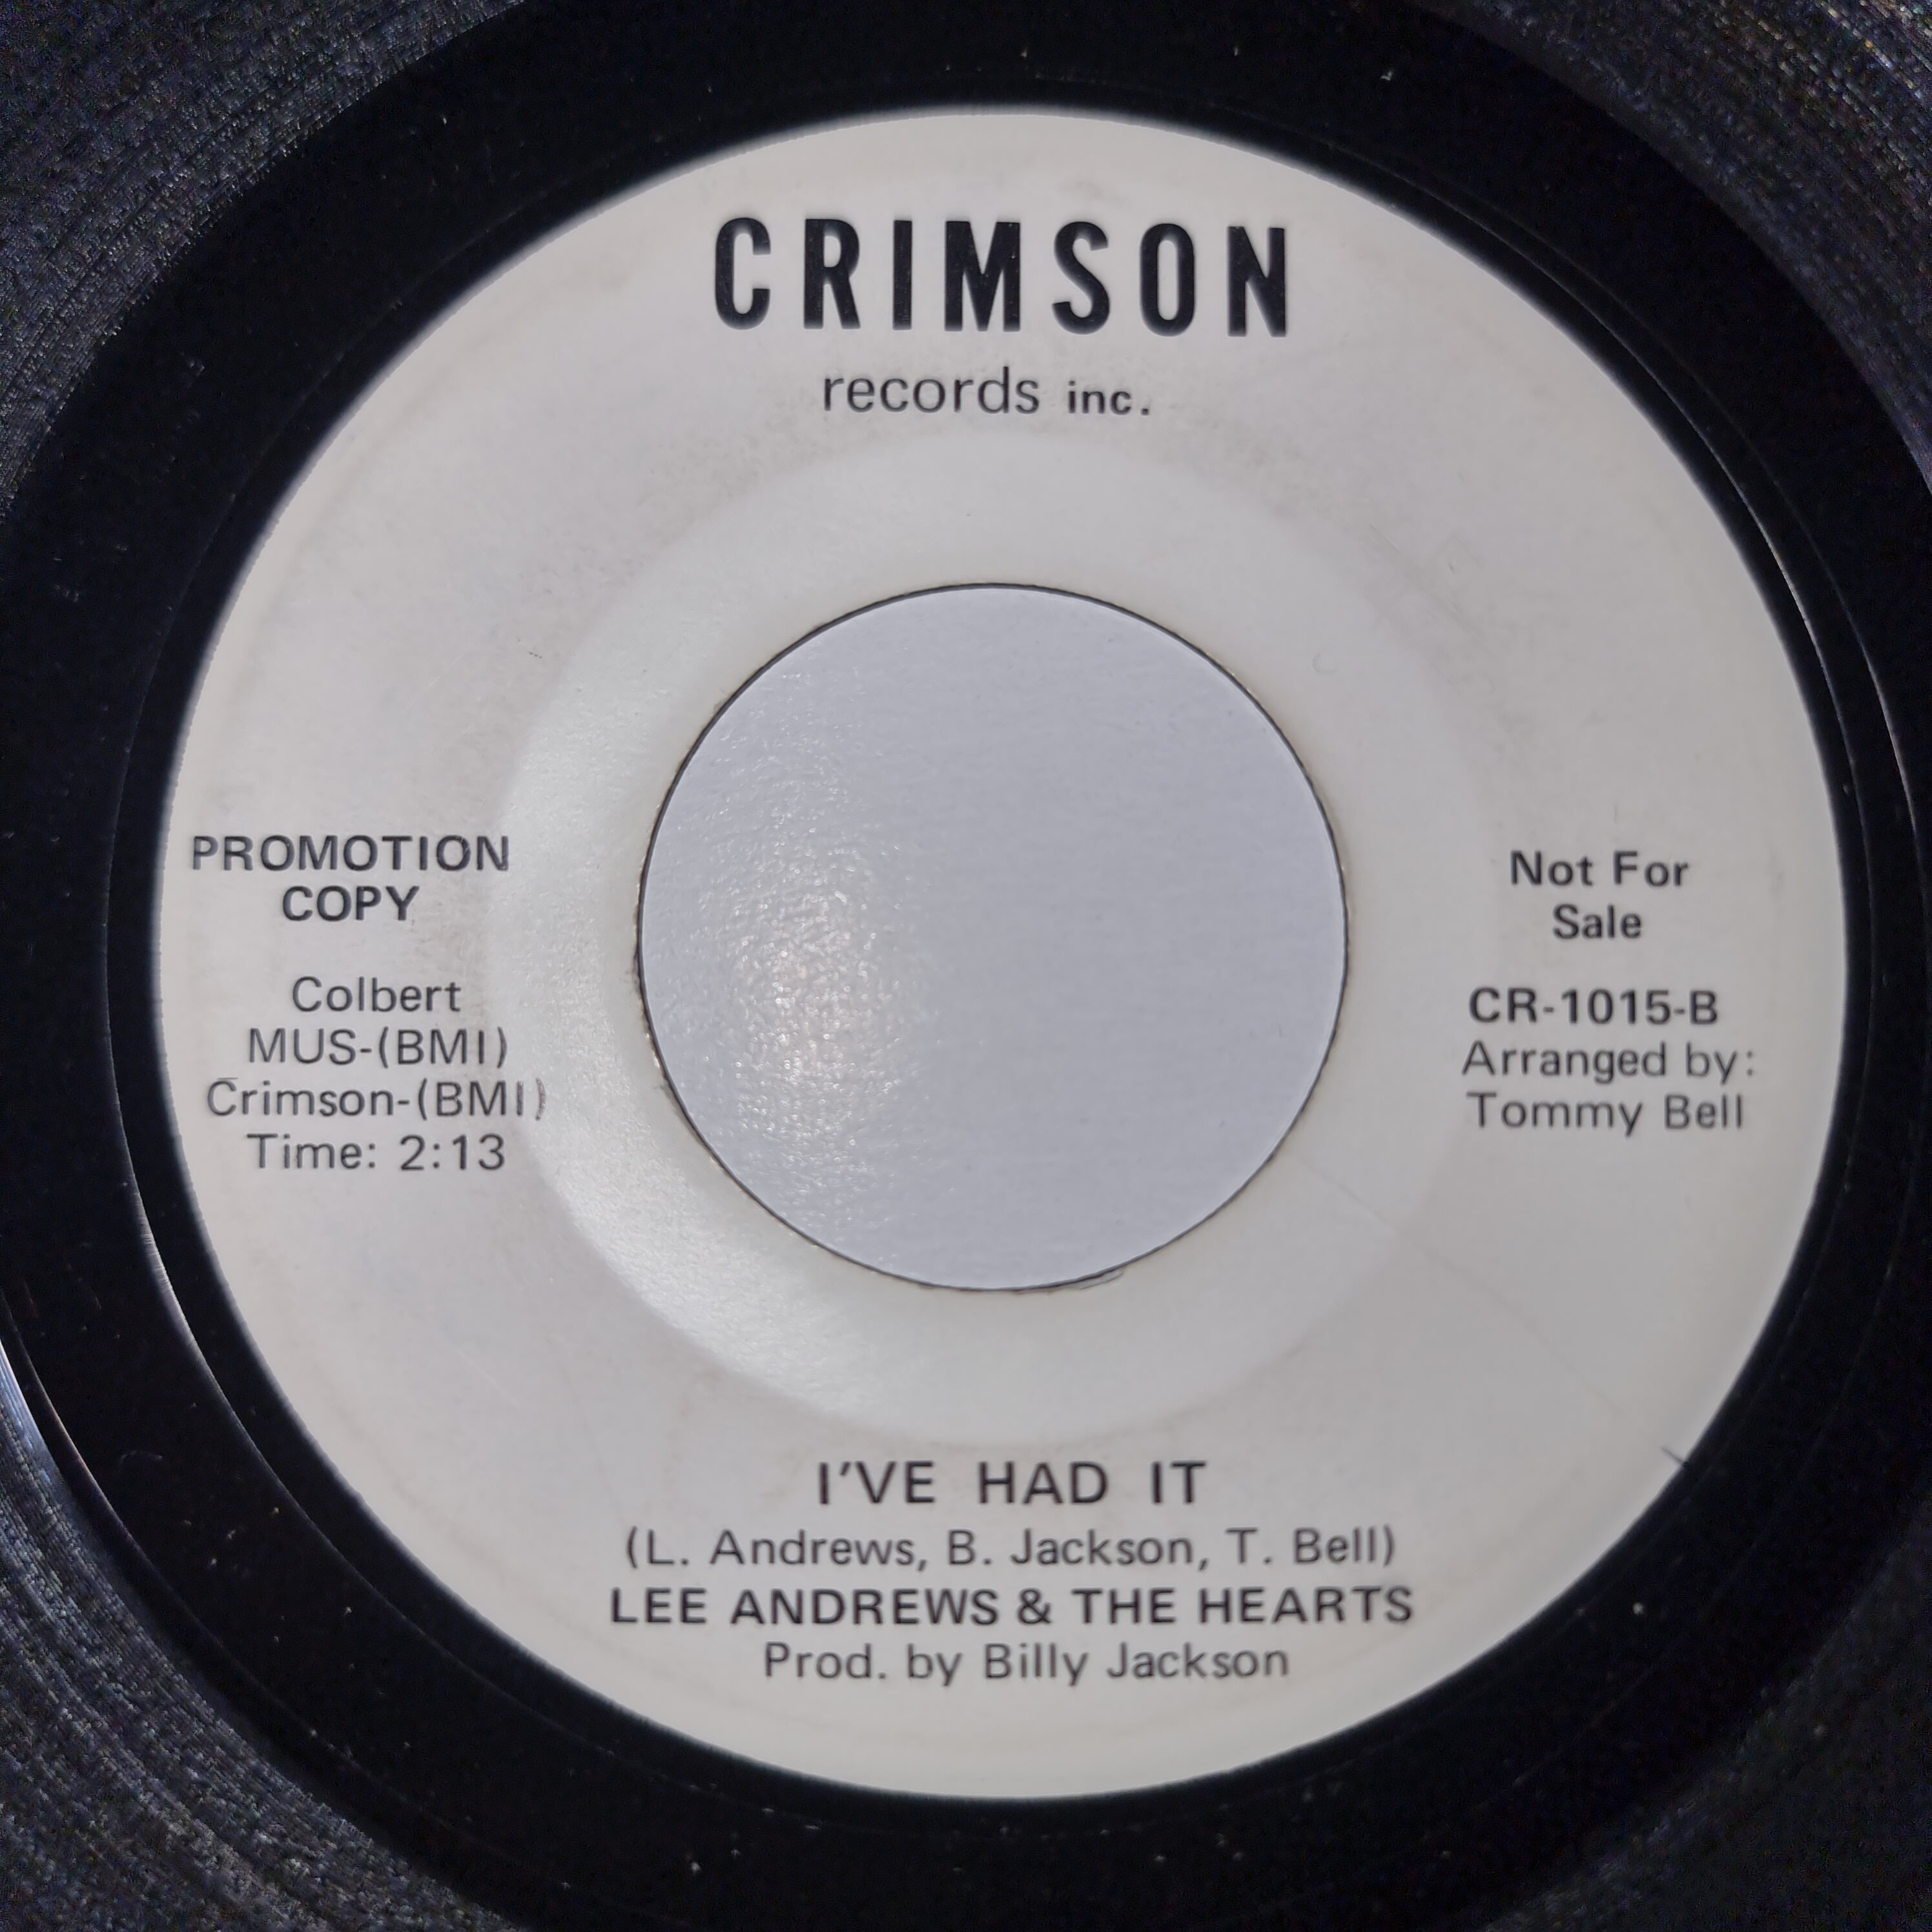 CRIMSON
records inc.
PROMOTION
COPY
Colbert
MUS-(BMI)
Crimson-(BMI)
Time: 2:13
Not For
Sale
CR-1015-B
Arranged by:
Tommy Bell
I'VE HAD IT
(L. Andrews, B. Jackson, T. Bell)
LEE ANDREWS & THE HEARTS
Prod. by Billy Jackson